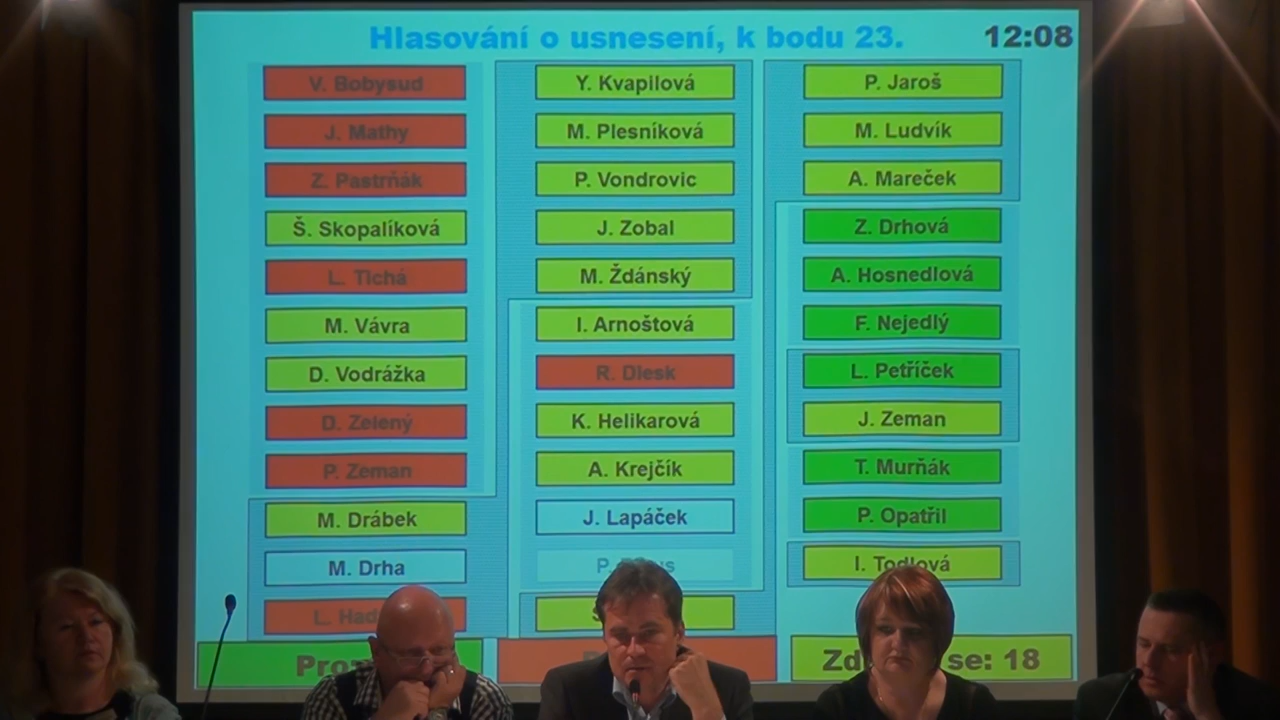 Hlasování o usnesení, k bodu 23.
12:08
V. Bobysud
J. Mathy
Z. Pastrňák
Š. Skopalíková
L. Tichá
M. Vávra
D. Vodrážka
D. Zelený
P. Zeman
M. Drábek
M. Drha
L.
Y. Kvapilová
M. Plesníková
P. Vondrovic
J. Zobal
M. Ždánský
I. Arnoštová
R. Dlesk
K. Helikarová
A. Krejčík
J. Lapáček
P.
P. Jaroš
M. Ludvík
A. Mareček
Z. Drhová
A. Hosnedlová
F. Nejedlý
L. Petříček
J. Zeman
T. Murňák
P. Opatřil
I. Todlová
se: 18